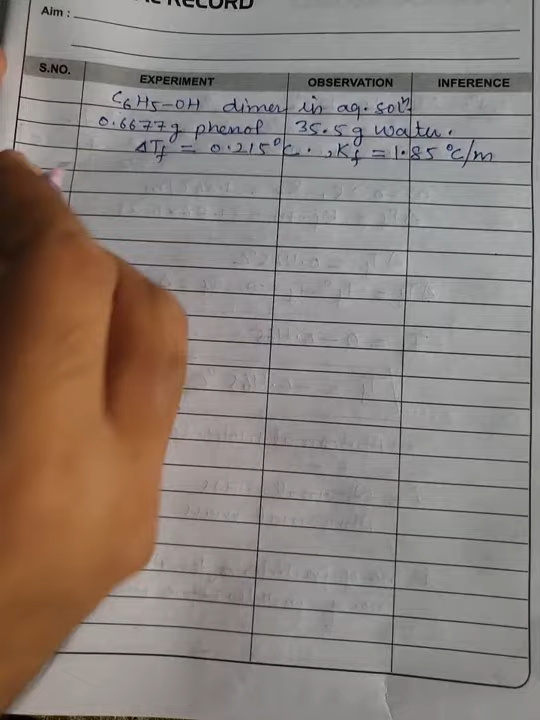 RECORD
Aim :
S.NO. EXPERIMENT OBSERVATION INFERENCE
C6H5-OH dimer in aq. solⁿ
0.6677g phenol 35.5g water.
ΔTf = 0.215°C. , Kf = 1.85 °C/m